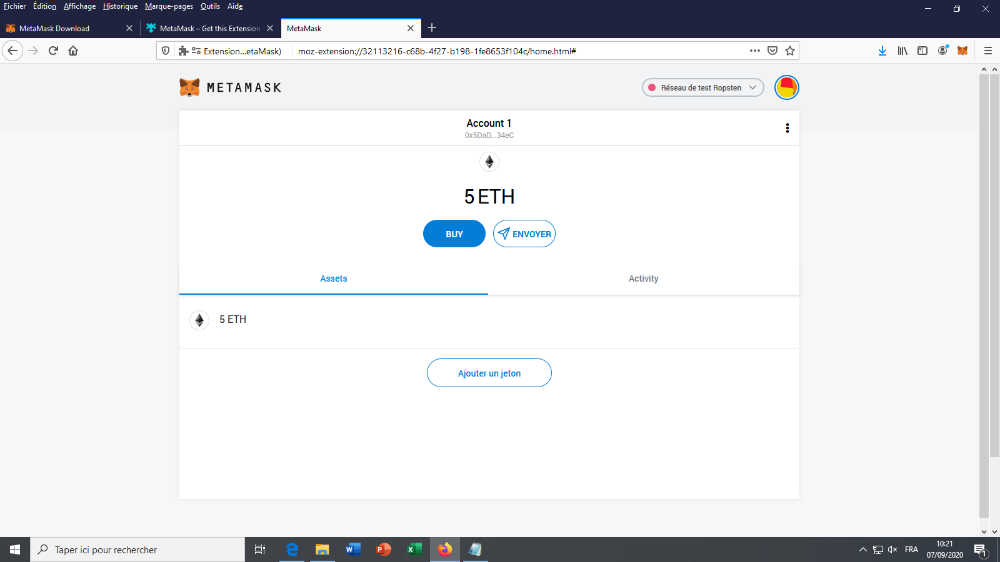 Fichier Édition Affichage Historique Marque-pages Outils Aide
MetaMask Download
MetaMask – Get this Extension
MetaMask
Extension...etaMask)
moz-extension://32113216-c68b-4f27-b198-1fe8653f104c/home.html#
METAMASK
Réseau de test Ropsten
Account 1
0x5DaD...34eC
5 ETH
BUY
ENVOYER
Assets
Activity
5 ETH
Ajouter un jeton
Taper ici pour rechercher
FRA
10:21
07/09/2020
1